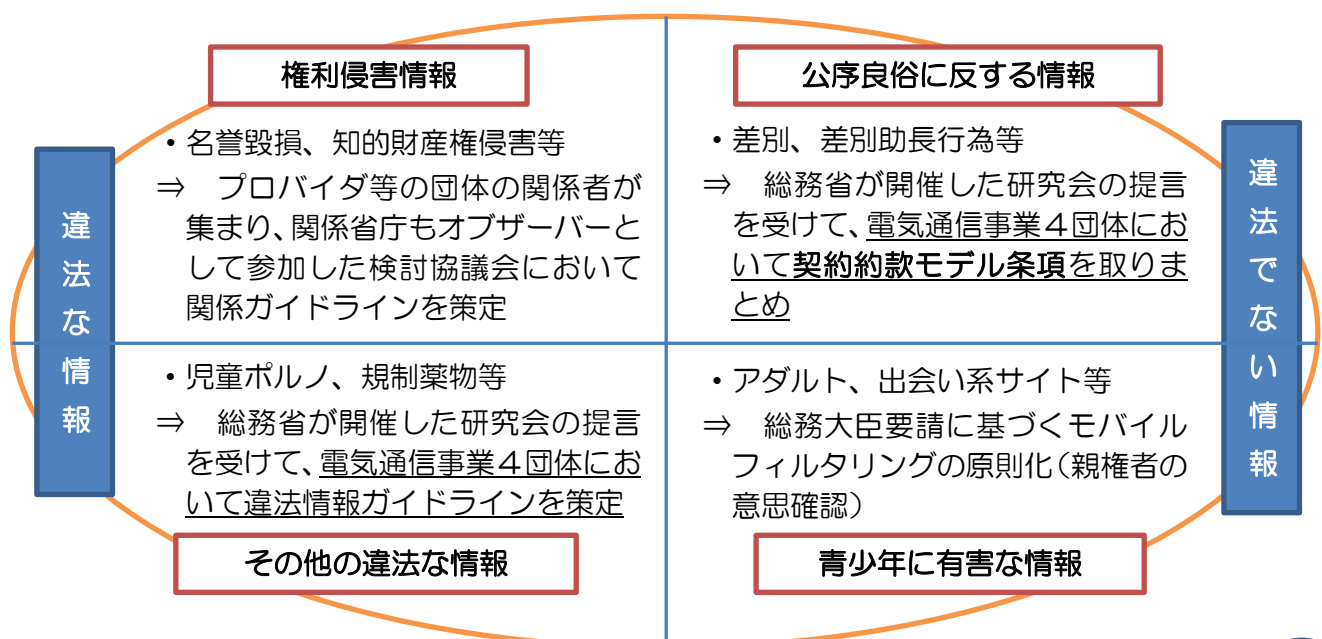 権利侵害情報
・名誉毀損、知的財産権侵害等
⇒　プロバイダ等の団体の関係者が
集まり、関係省庁もオブザーバーと
して参加した検討協議会において
関係ガイドラインを策定
公序良俗に反する情報
・差別、差別助長行為等
⇒　総務省が開催した研究会の提言
を受けて、電気通信事業４団体にお
いて契約約款モデル条項を取りま
とめ
違法な情報
違法でない情報
・児童ポルノ、規制薬物等
⇒　総務省が開催した研究会の提言
を受けて、電気通信事業４団体にお
いて違法情報ガイドラインを策定
その他の違法な情報
・アダルト、出会い系サイト等
⇒　総務大臣要請に基づくモバイル
フィルタリングの原則化（親権者の
意思確認）
青少年に有害な情報